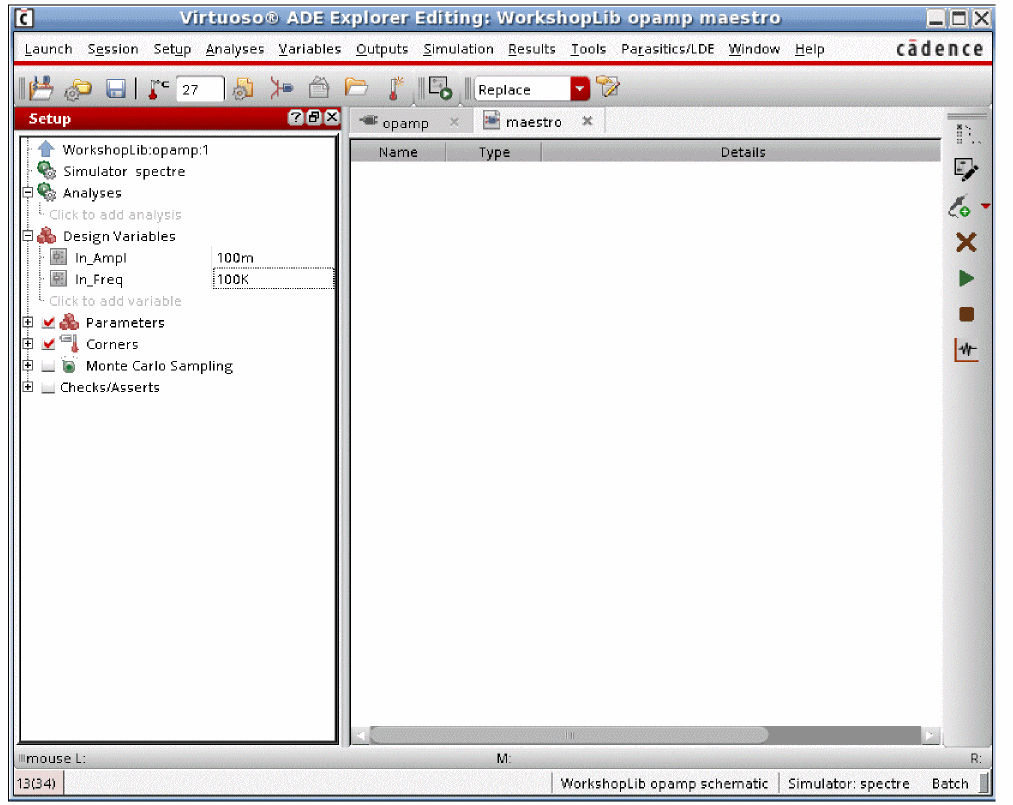 Virtuoso® ADE Explorer Editing: WorkshopLib opamp maestro
Launch Session Setup Analyses Variables Outputs Simulation Results Tools Parasitics/LDE Window Help cādence
°C 27 Replace
Setup
opamp maestro
Name Type Details
WorkshopLib:opamp:1
Simulator spectre
Analyses
Click to add analysis
Design Variables
In_Ampl 100m
In_Freq 100K
Click to add variable
Parameters
Corners
Monte Carlo Sampling
Checks/Asserts
mouse L: M: R:
13(34) WorkshopLib opamp schematic Simulator: spectre Batch